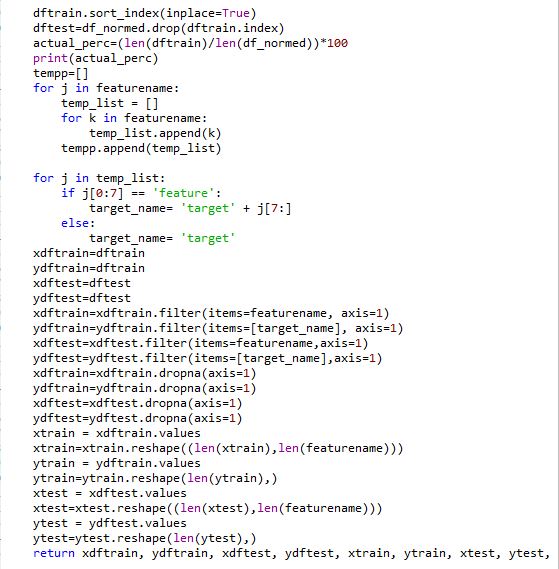 dftrain.sort_index(inplace=True)
dftest=df_normed.drop(dftrain.index)
actual_perc=(len(dftrain)/len(df_normed))*100
print(actual_perc)
tempp=[]
for j in featurename:
    temp_list = []
    for k in featurename:
        temp_list.append(k)
    tempp.append(temp_list)

for j in temp_list:
    if j[0:7] == 'feature':
        target_name= 'target' + j[7:]
    else:
        target_name= 'target'
xdftrain=dftrain
ydftrain=dftrain
xdftest=dftest
ydftest=dftest
xdftrain=xdftrain.filter(items=featurename, axis=1)
ydftrain=ydftrain.filter(items=[target_name], axis=1)
xdftest=xdftest.filter(items=featurename,axis=1)
ydftest=ydftest.filter(items=[target_name],axis=1)
xdftrain=xdftrain.dropna(axis=1)
ydftrain=ydftrain.dropna(axis=1)
xdftest=xdftest.dropna(axis=1)
ydftest=ydftest.dropna(axis=1)
xtrain = xdftrain.values
xtrain=xtrain.reshape((len(xtrain),len(featurename)))
ytrain = ydftrain.values
ytrain=ytrain.reshape(len(ytrain),)
xtest = xdftest.values
xtest=xtest.reshape((len(xtest),len(featurename)))
ytest = ydftest.values
ytest=ytest.reshape(len(ytest),)
return xdftrain, ydftrain, xdftest, ydftest, xtrain, ytrain, xtest, ytest,